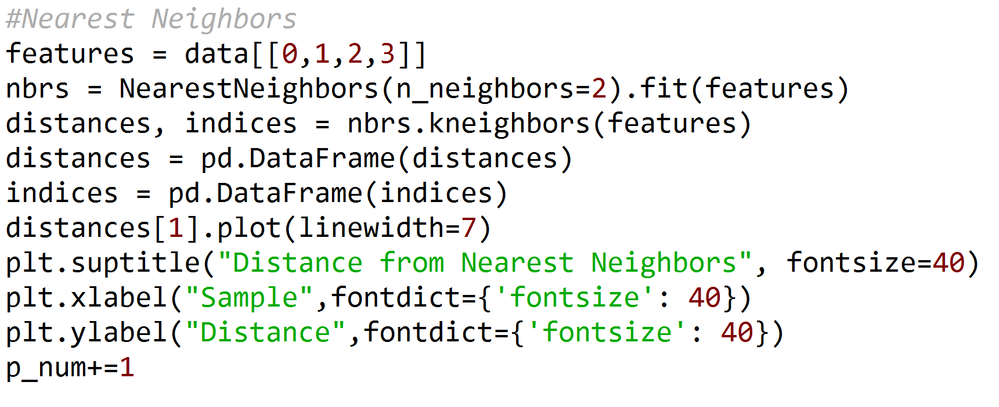 #Nearest Neighbors
features = data[[0,1,2,3]]
nbrs = NearestNeighbors(n_neighbors=2).fit(features)
distances, indices = nbrs.kneighbors(features)
distances = pd.DataFrame(distances)
indices = pd.DataFrame(indices)
distances[1].plot(linewidth=7)
plt.suptitle("Distance from Nearest Neighbors", fontsize=40)
plt.xlabel("Sample",fontdict={'fontsize': 40})
plt.ylabel("Distance",fontdict={'fontsize': 40})
p_num+=1